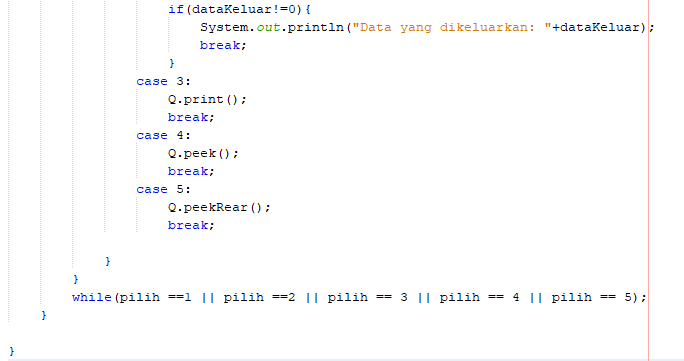 if(dataKeluar!=0){
System.out.println("Data yang dikeluarkan: "+dataKeluar);
break;
}
case 3:
Q.print();
break;
case 4:
Q.peek();
break;
case 5:
Q.peekRear();
break;
}
}
while(pilih ==1 || pilih ==2 || pilih == 3 || pilih == 4 || pilih == 5);
}
}